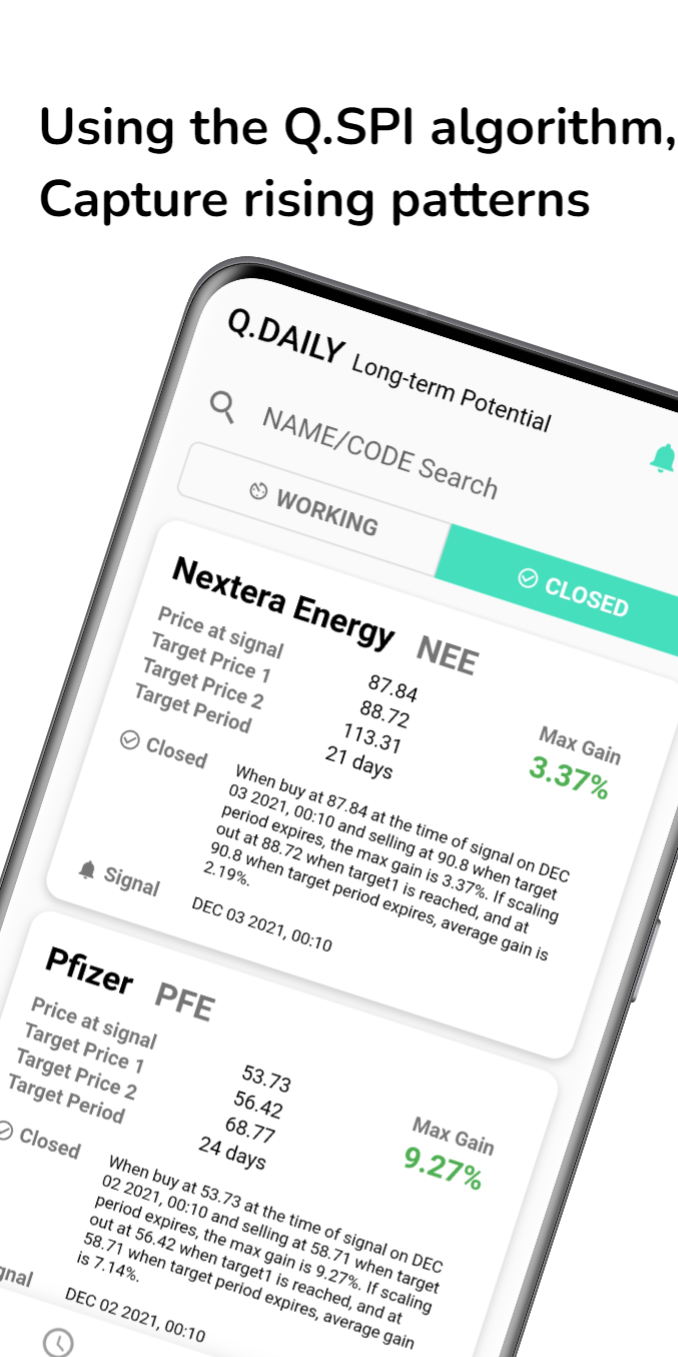 Using the Q.SPI algorithm,
Capture rising patterns
Q.DAILY Long-term Potential
NAME/CODE Search
WORKING
CLOSED
Nextera Energy NEE
Price at signal 87.84
Target Price 1 88.72
Target Price 2 113.31
Target Period 21 days
Max Gain
3.37%
Closed
When buy at 87.84 at the time of signal on DEC
03 2021, 00:10 and selling at 90.8 when target
period expires, the max gain is 3.37%. If scaling
out at 88.72 when target1 is reached, and at
90.8 when target period expires, average gain is
2.19%.
Signal DEC 03 2021, 00:10
Pfizer PFE
Price at signal 53.73
Target Price 1 56.42
Target Price 2 68.77
Target Period 24 days
Max Gain
9.27%
Closed
When buy at 53.73 at the time of signal on DEC
02 2021, 00:10 and selling at 58.71 when target
period expires, the max gain is 9.27%. If scaling
out at 56.42 when target1 is reached, and at
58.71 when target period expires, average gain
is 7.14%.
gnal DEC 02 2021, 00:10